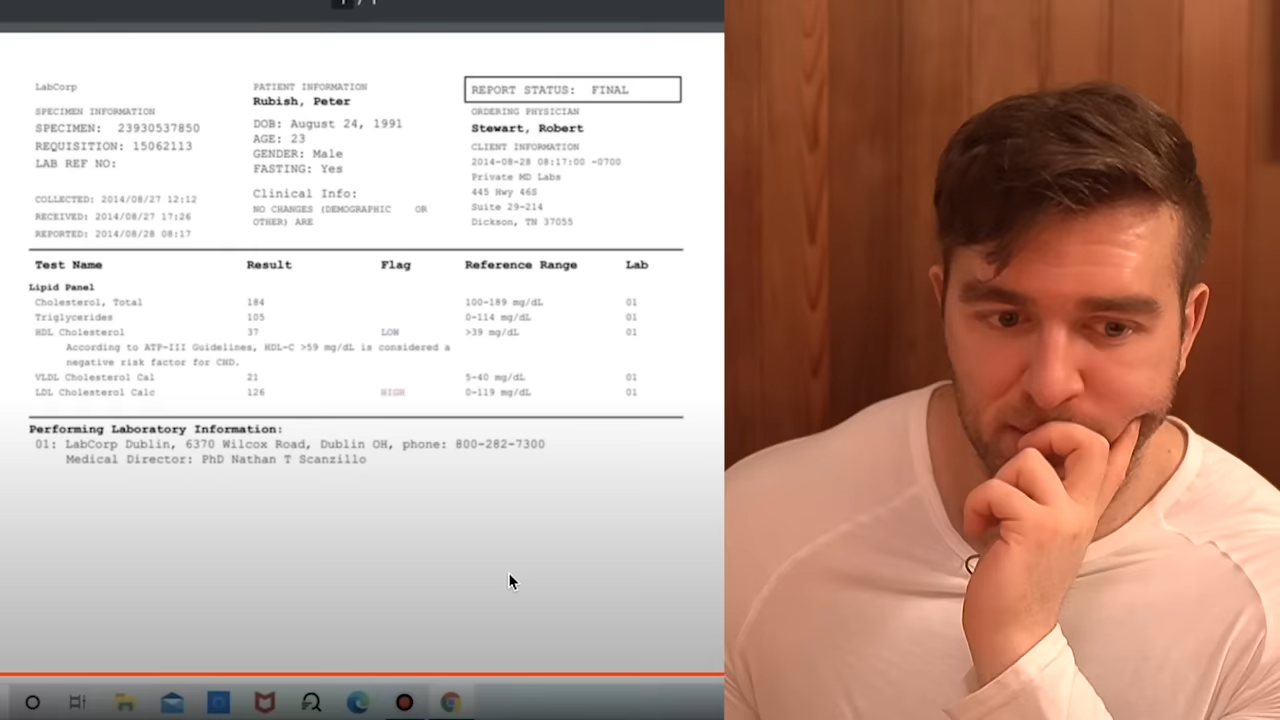 LabCorp
SPECIMEN INFORMATION
SPECIMEN: 23930537850
REQUISITION: 15062113
LAB REF NO:
COLLECTED: 2014/08/27 12:12
RECEIVED: 2014/08/27 17:26
REPORTED: 2014/08/28 08:17
PATIENT INFORMATION
Rubish, Peter
DOB: August 24, 1991
AGE: 23
GENDER: Male
FASTING: Yes
Clinical Info:
NO CHANGES (DEMOGRAPHIC OR
OTHER) ARE
REPORT STATUS: FINAL
ORDERING PHYSICIAN
Stewart, Robert
CLIENT INFORMATION
2014-08-28 08:17:00 -0700
Private MD Labs
445 Hwy 46S
Suite 29-214
Dickson, TN 37055
Test Name Result Flag Reference Range Lab
Lipid Panel
Cholesterol, Total 184 100-189 mg/dL 01
Triglycerides 105 0-114 mg/dL 01
HDL Cholesterol 37 LOW >39 mg/dL 01
According to ATP-III Guidelines, HDL-C >59 mg/dL is considered a
negative risk factor for CHD.
VLDL Cholesterol Cal 21 5-40 mg/dL 01
LDL Cholesterol Calc 126 HIGH 0-119 mg/dL 01
Performing Laboratory Information:
01: LabCorp Dublin, 6370 Wilcox Road, Dublin OH, phone: 800-282-7300
Medical Director: PhD Nathan T Scanzillo